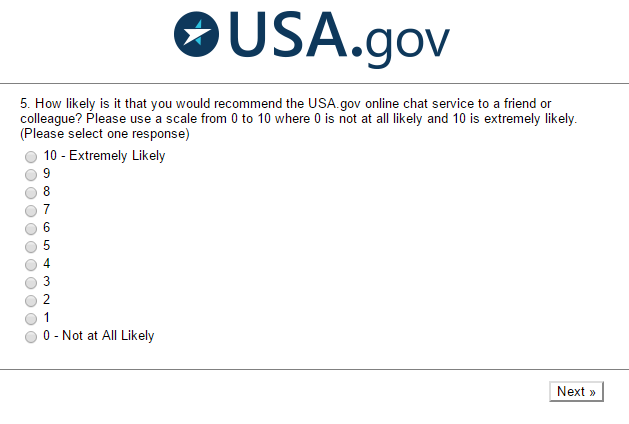 USA.gov
5. How likely is it that you would recommend the USA.gov online chat service to a friend or
colleague? Please use a scale from 0 to 10 where 0 is not at all likely and 10 is extremely likely.
(Please select one response)
10 - Extremely Likely
9
8
7
6
5
4
3
2
1
0 - Not at All Likely
Next »